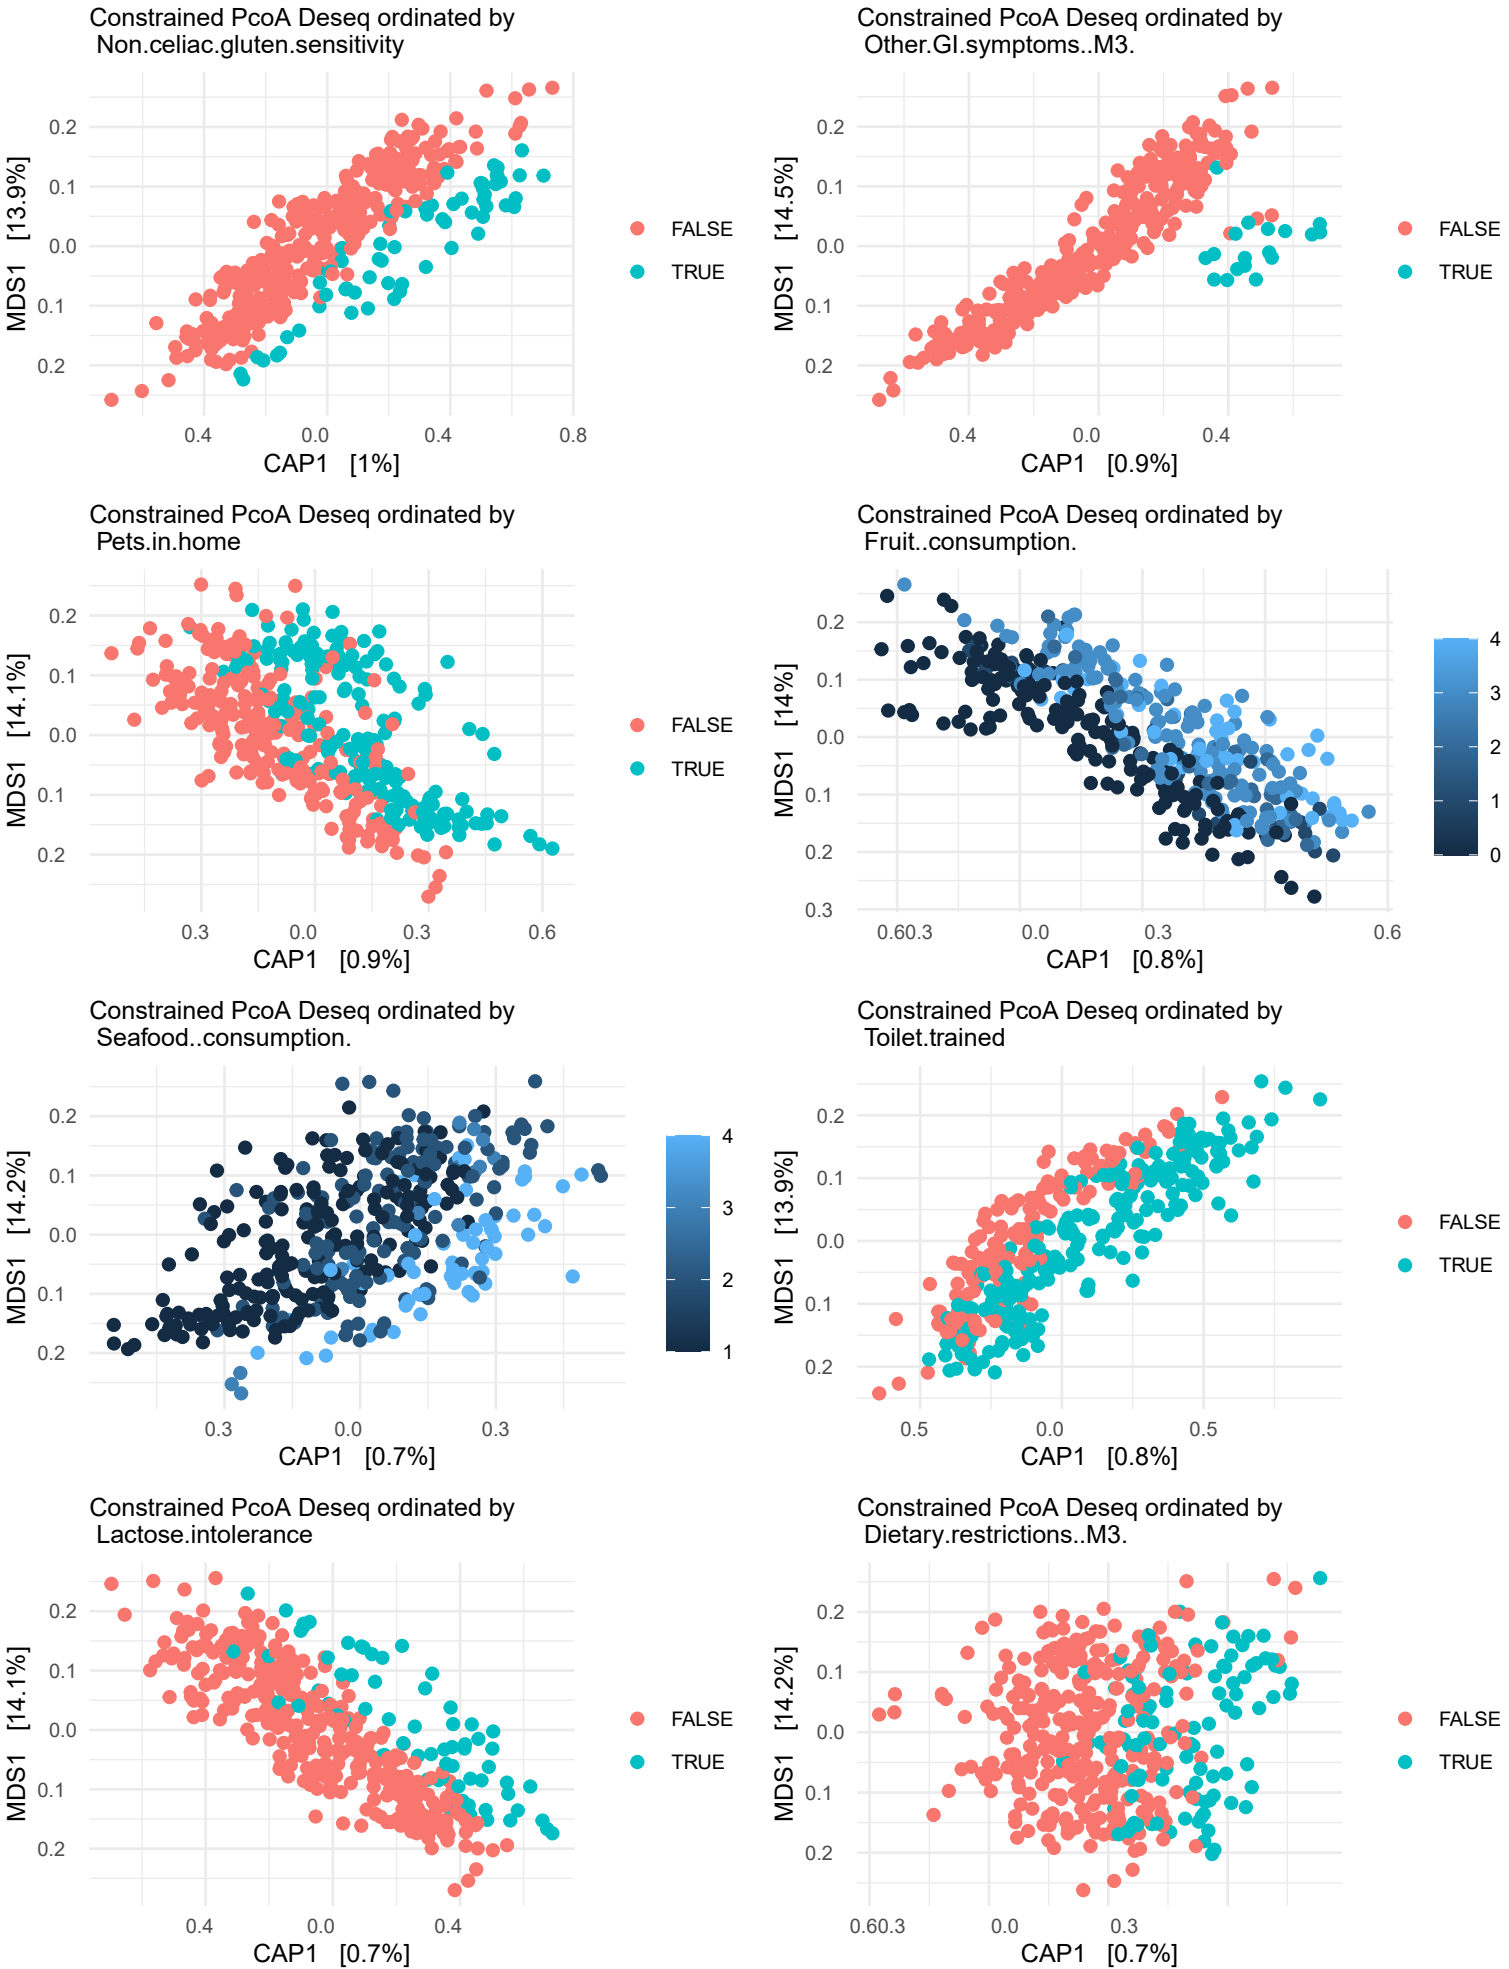 Constrained PcoA Deseq ordinated by
Non.celiac.gluten.sensitivity
MDS1 [13.9%]
0.2
0.1
0.0
0.1
0.2
0.4 0.0 0.4 0.8
CAP1 [1%]
FALSE
TRUE
Constrained PcoA Deseq ordinated by
Other.GI.symptoms..M3.
MDS1 [14.5%]
0.2
0.1
0.0
0.1
0.2
0.4 0.0 0.4
CAP1 [0.9%]
FALSE
TRUE
Constrained PcoA Deseq ordinated by
Pets.in.home
MDS1 [14.1%]
0.2
0.1
0.0
0.1
0.2
0.3 0.0 0.3 0.6
CAP1 [0.9%]
FALSE
TRUE
Constrained PcoA Deseq ordinated by
Fruit..consumption.
MDS1 [14%]
0.2
0.1
0.0
0.1
0.2
0.3
0.60.3 0.0 0.3 0.6
CAP1 [0.8%]
4
3
2
1
0
Constrained PcoA Deseq ordinated by
Seafood..consumption.
MDS1 [14.2%]
0.2
0.1
0.0
0.1
0.2
0.3 0.0 0.3
CAP1 [0.7%]
4
3
2
1
Constrained PcoA Deseq ordinated by
Toilet.trained
MDS1 [13.9%]
0.2
0.1
0.0
0.1
0.2
0.5 0.0 0.5
CAP1 [0.8%]
FALSE
TRUE
Constrained PcoA Deseq ordinated by
Lactose.intolerance
MDS1 [14.1%]
0.2
0.1
0.0
0.1
0.2
0.4 0.0 0.4
CAP1 [0.7%]
FALSE
TRUE
Constrained PcoA Deseq ordinated by
Dietary.restrictions..M3.
MDS1 [14.2%]
0.2
0.1
0.0
0.1
0.2
0.60.3 0.0 0.3
CAP1 [0.7%]
FALSE
TRUE